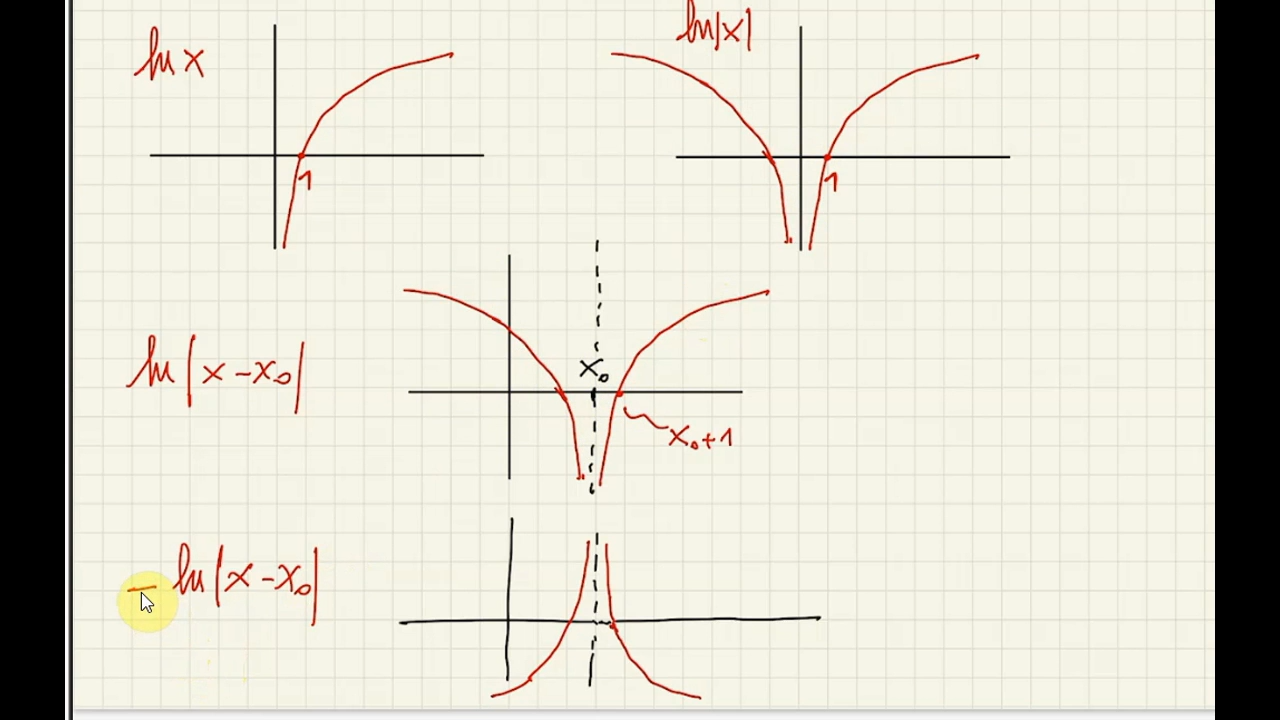 ln x
ln|x|
1
1
ln|x-x₀|
x₀
x₀+1
-ln|x-x₀|